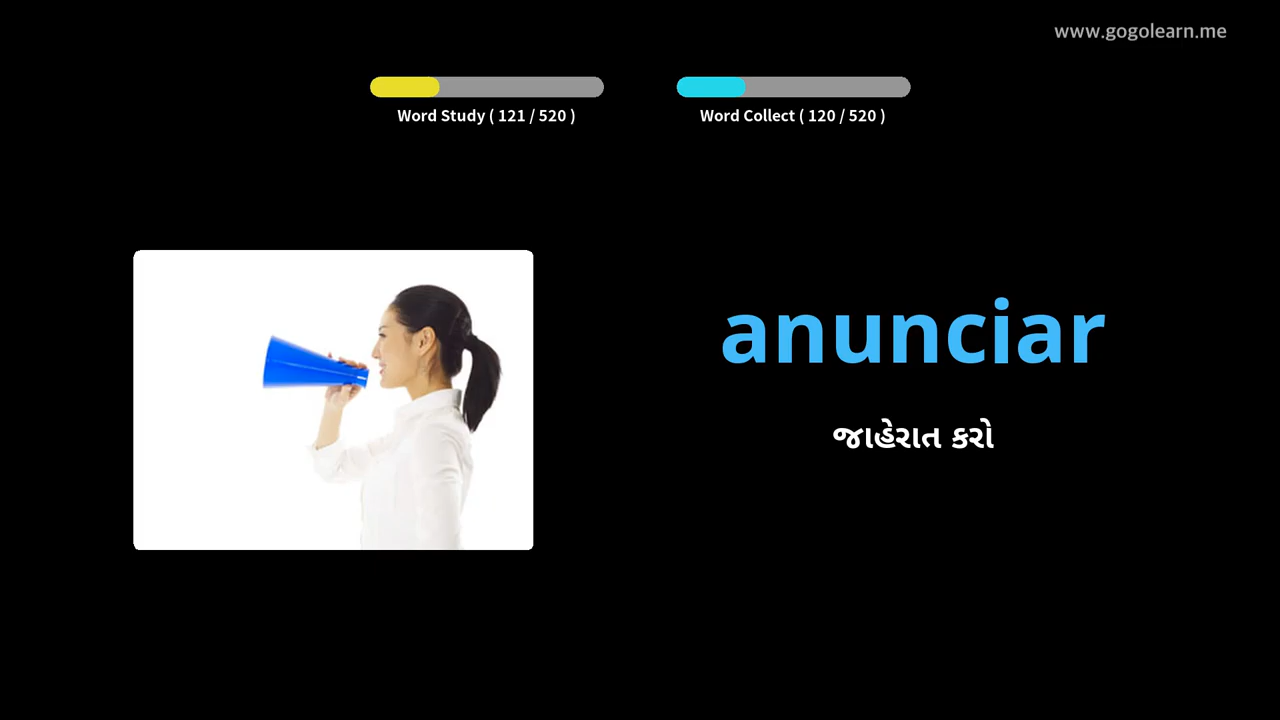 www.gogolearn.me
Word Study ( 121 / 520 )
Word Collect ( 120 / 520 )
anunciar
જાહેરાત કરો